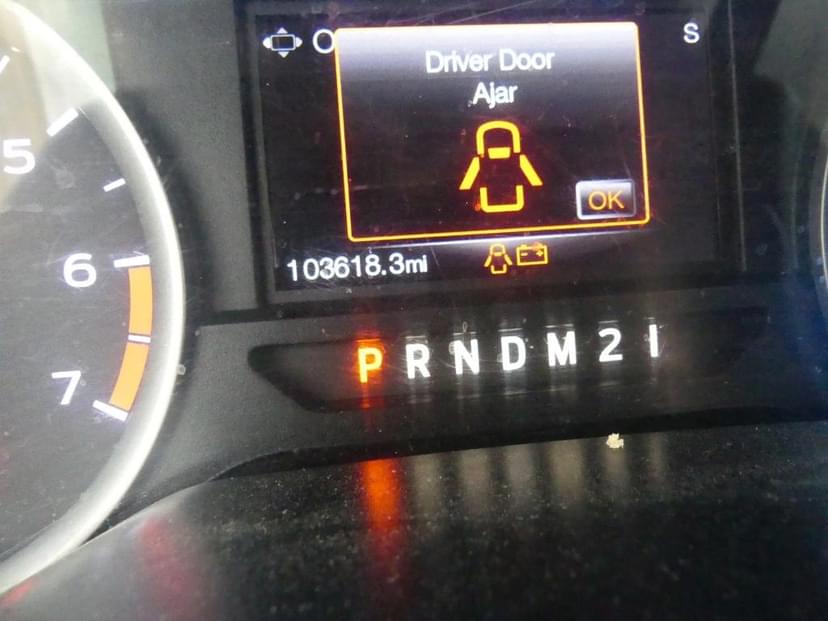 O
S
Driver Door
Ajar
OK
5
6
7
103618.3mi
P R N D M 2 1